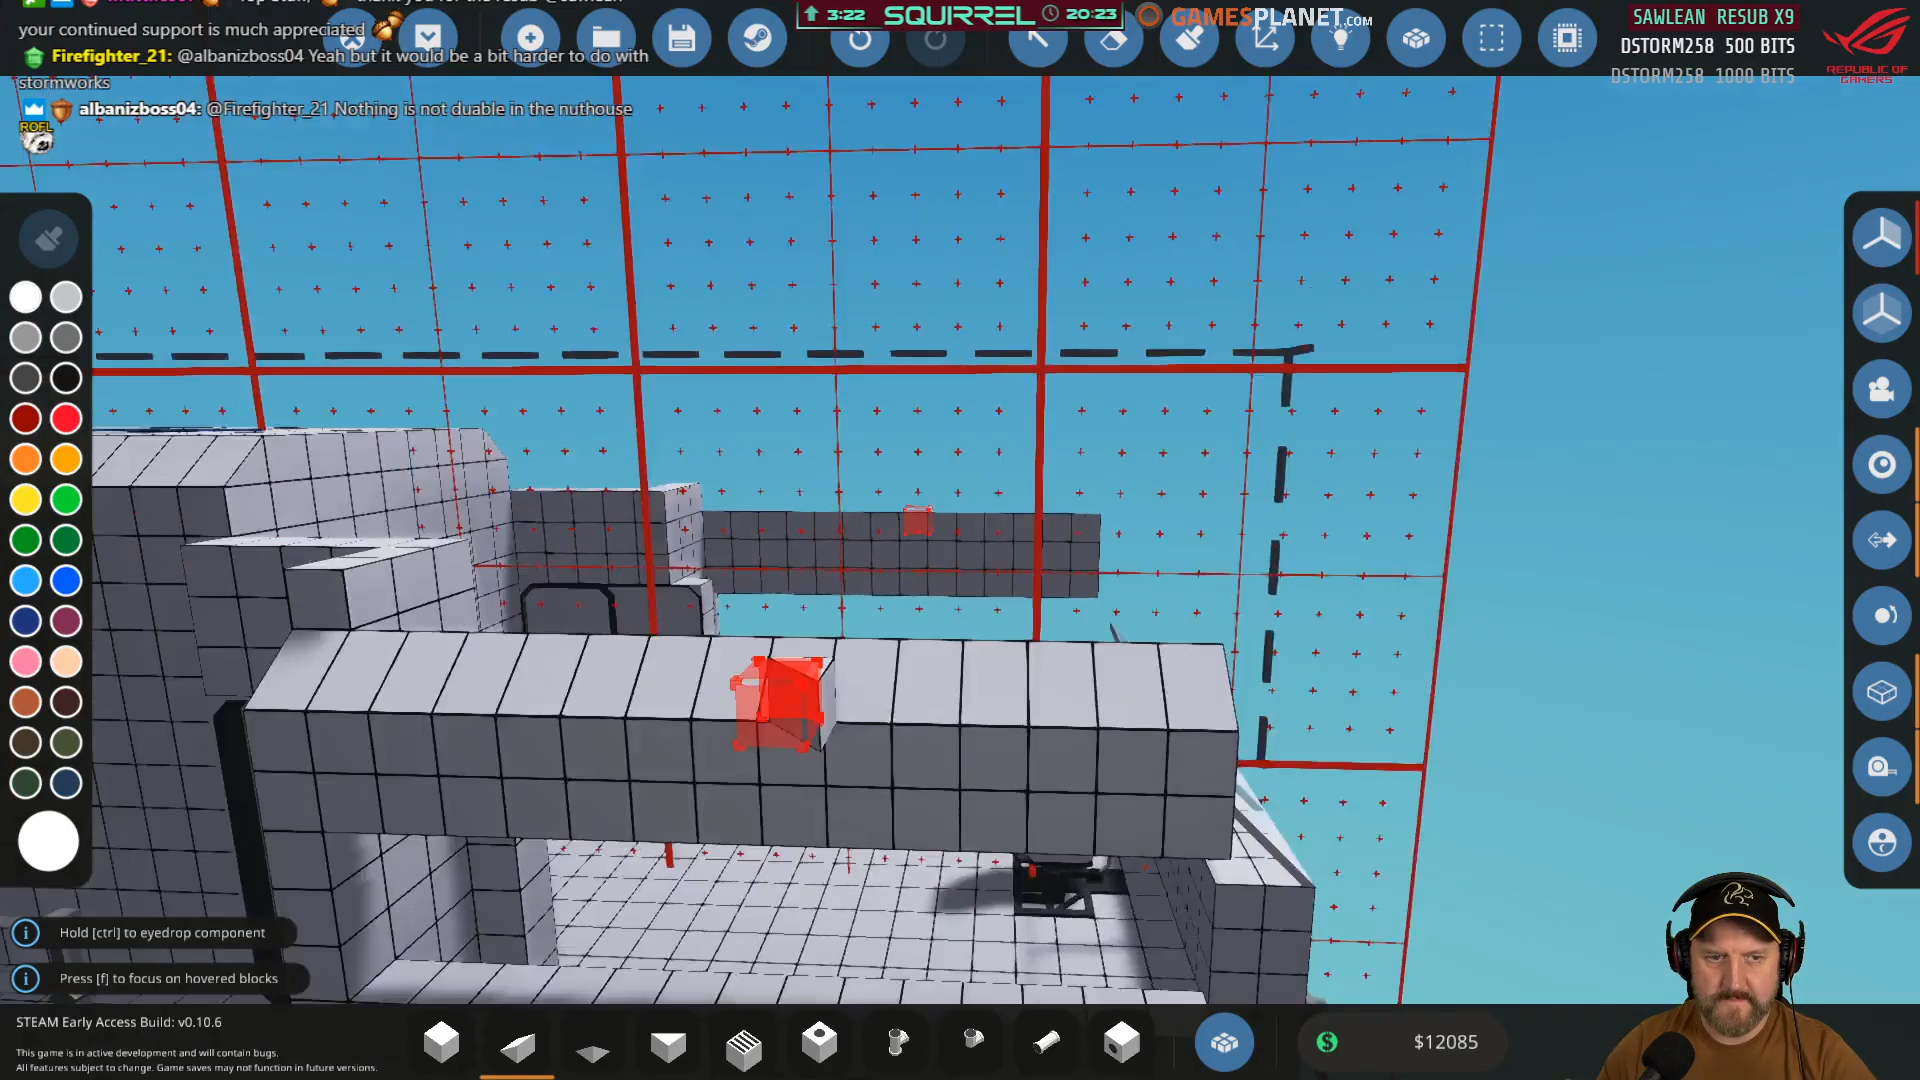 3:22 SQUIRREL 20:23
GAMESPLANET.COM
SAWLEAN RESUB X9
DSTORM258 500 BITS
DSTORM258 1000 BITS
REPUBLIC OF GAMERS
your continued support is much appreciated
Firefighter_21: @albanizboss04 Yeah but it would be a bit harder to do with
stormworks
albanizboss04: @Firefighter_21 Nothing is not duable in the nuthouse
ROFL
Hold [ctrl] to eyedrop component
Press [f] to focus on hovered blocks
STEAM Early Access Build: v0.10.6
This game is in active development and will contain bugs.
All features subject to change. Game saves may not function in future versions.
$12085